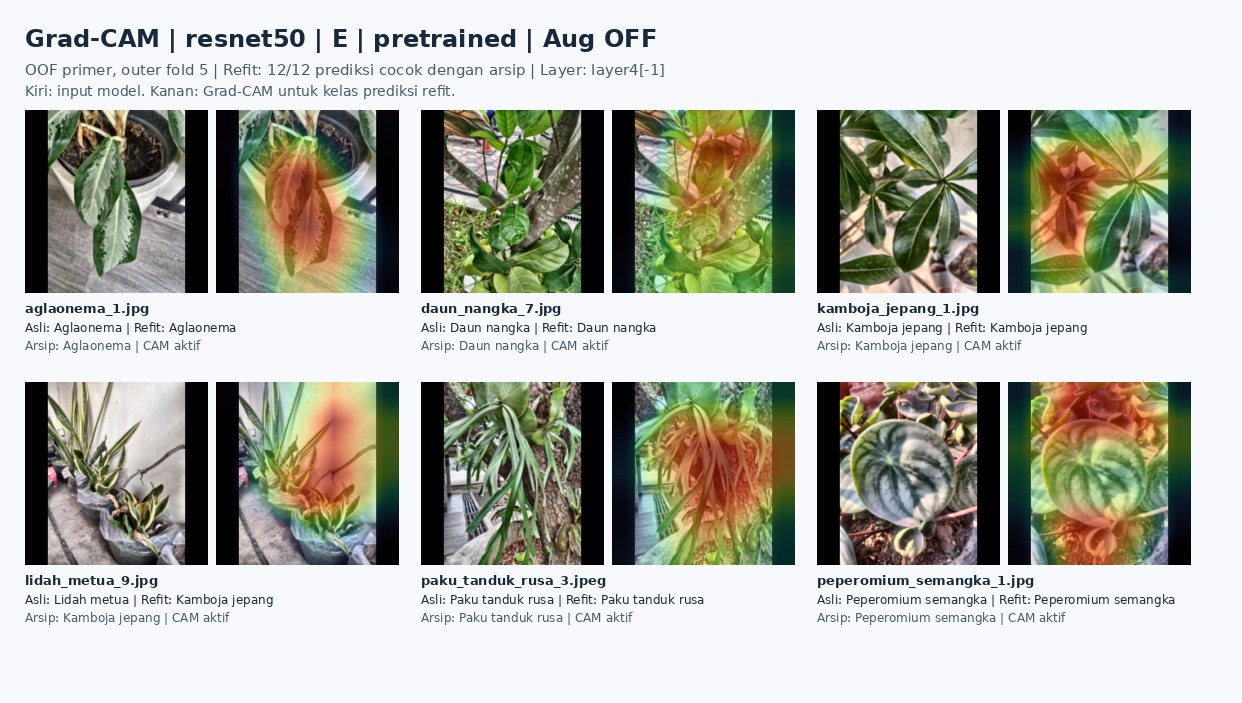 Grad-CAM | resnet50 | E | pretrained | Aug OFF
OOF primer, outer fold 5 | Refit: 12/12 prediksi cocok dengan arsip | Layer: layer4[-1]
Kiri: input model. Kanan: Grad-CAM untuk kelas prediksi refit.
aglaonema_1.jpg
Asli: Aglaonema | Refit: Aglaonema
Arsip: Aglaonema | CAM aktif
daun_nangka_7.jpg
Asli: Daun nangka | Refit: Daun nangka
Arsip: Daun nangka | CAM aktif
kamboja_jepang_1.jpg
Asli: Kamboja jepang | Refit: Kamboja jepang
Arsip: Kamboja jepang | CAM aktif
lidah_metua_9.jpg
Asli: Lidah metua | Refit: Kamboja jepang
Arsip: Kamboja jepang | CAM aktif
paku_tanduk_rusa_3.jpeg
Asli: Paku tanduk rusa | Refit: Paku tanduk rusa
Arsip: Paku tanduk rusa | CAM aktif
peperomium_semangka_1.jpg
Asli: Peperomium semangka | Refit: Peperomium semangka
Arsip: Peperomium semangka | CAM aktif